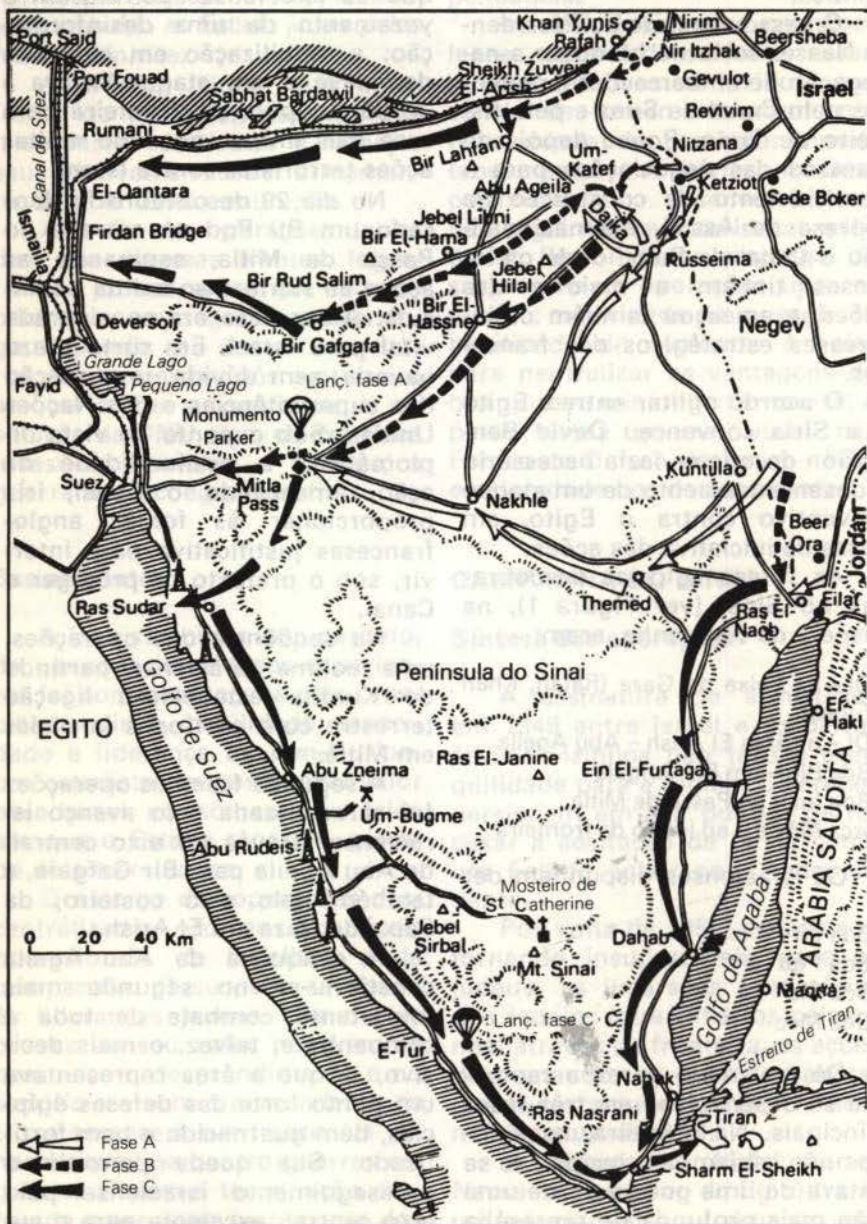 Port Said
Port Fouad
Sabhat Bardawil
Rumani
El-Qantara
Canal de Suez
Ismailia
Firdan Bridge
Deversoir
Grande Lago
Fayid
Pequeno Lago
Khan Yunis
Rafah
Sheikh Zuweid
El-Arish
Bir Lahfan
Nirim
Nir Itzhak
Gevulot
Beersheba
Israel
Revivim
Nitzana
Um-
Katef
Abu Ageila
Ketziot
Sede Boker
Daika
Jebel Libni
Bir El-Hama
Bir Rud Salim
Jebel
Hilal
Russeima
Bir El-
Hassne
Negev
Bir Gafgafa
Lanç. fase A
Monumento
Parker
Mitla
Pass
Suez
Nakhle
Kuntilla
Beer
Ora
Jordan
Themed
Ras El
Naqb
Eilat
Ras Sudar
Península do Sinai
Golfo de Suez
EGITO
Ef.
Hakl
Ras El-Janine
Ein El-Furtaga
Abu Zneima
Um-Bugme
Abu Rudeis
ARÁBIA SAUDITA
Golfo de Aqaba
Mosteiro de
St. Catherine
Dahab
0 20 40 Km
Jebel
Sirbal
Mt. Sinai
Maqna
Lanç. fase C
Estreito de Tiran
E-Tur
Nabek
Ras Nasrani
Tiran
Sharm El-Sheikh
Fase A
Fase B
Fase C